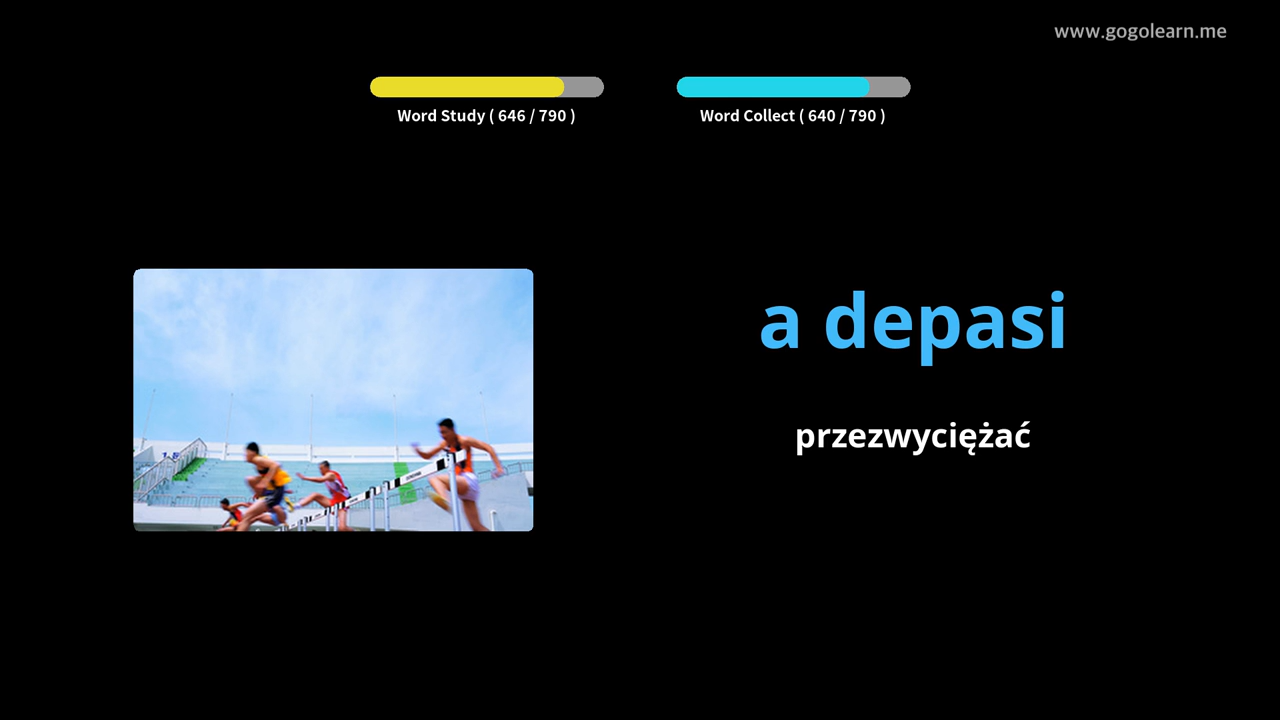 www.gogolearn.me
Word Study ( 646 / 790 )
Word Collect ( 640 / 790 )
a depasi
przezwyciężać